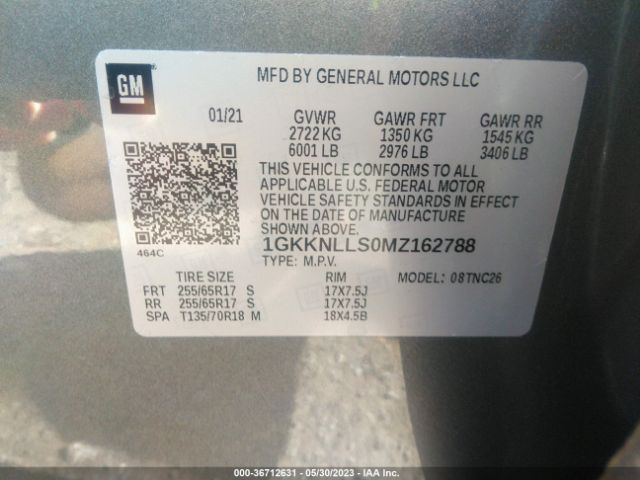 GM
MFD BY GENERAL MOTORS LLC
01/21 GVWR GAWR FRT GAWR RR
2722 KG 1350 KG 1545 KG
6001 LB 2976 LB 3406 LB
THIS VEHICLE CONFORMS TO ALL
APPLICABLE U.S. FEDERAL MOTOR
VEHICLE SAFETY STANDARDS IN EFFECT
ON THE DATE OF MANUFACTURE
SHOWN ABOVE.
464C 1GKKNLLS0MZ162788
TYPE: M.P.V.
TIRE SIZE RIM MODEL: 08TNC26
FRT 255/65R17 S 17X7.5J
RR 255/65R17 S 17X7.5J
SPA T135/70R18 M 18X4.5B
000-36712631 - 05/30/2023 - IAA Inc.